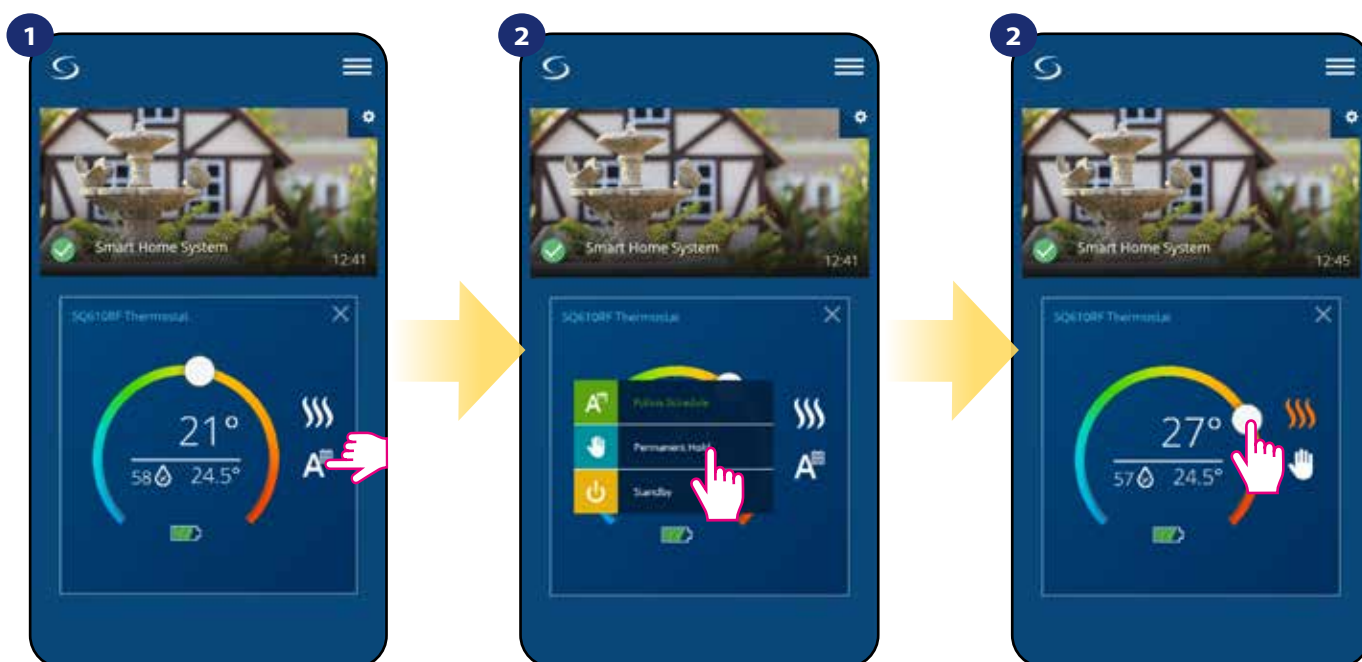 1
Smart Home System
12:41
SQ610RF Thermostat
21°
58 24.5°
A
2
Smart Home System
12:41
SQ610RF Thermostat
A Follow Schedule
Permanent Hold
Standby
A
2
Smart Home System
12:45
SQ610RF Thermostat
27°
57 24.5°